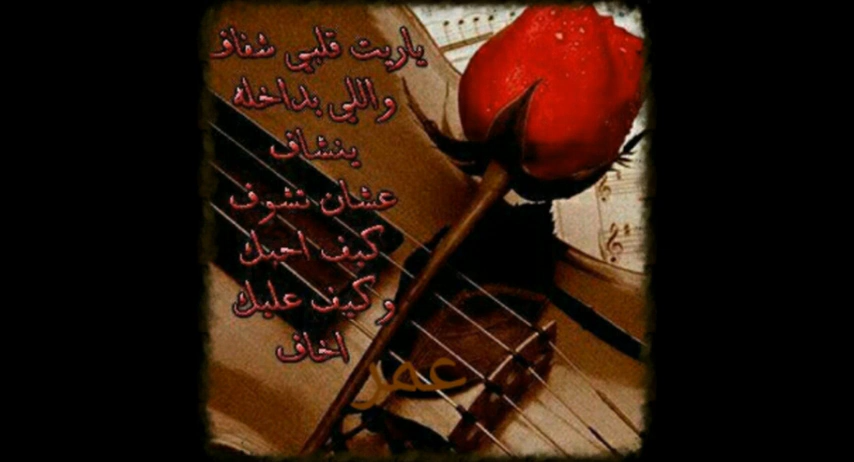 ياريت قلبي شفاف
واللي بداخله
ينشاف
عشان تشوف
كيف احبك
وكيف عليك
اخاف
عمر